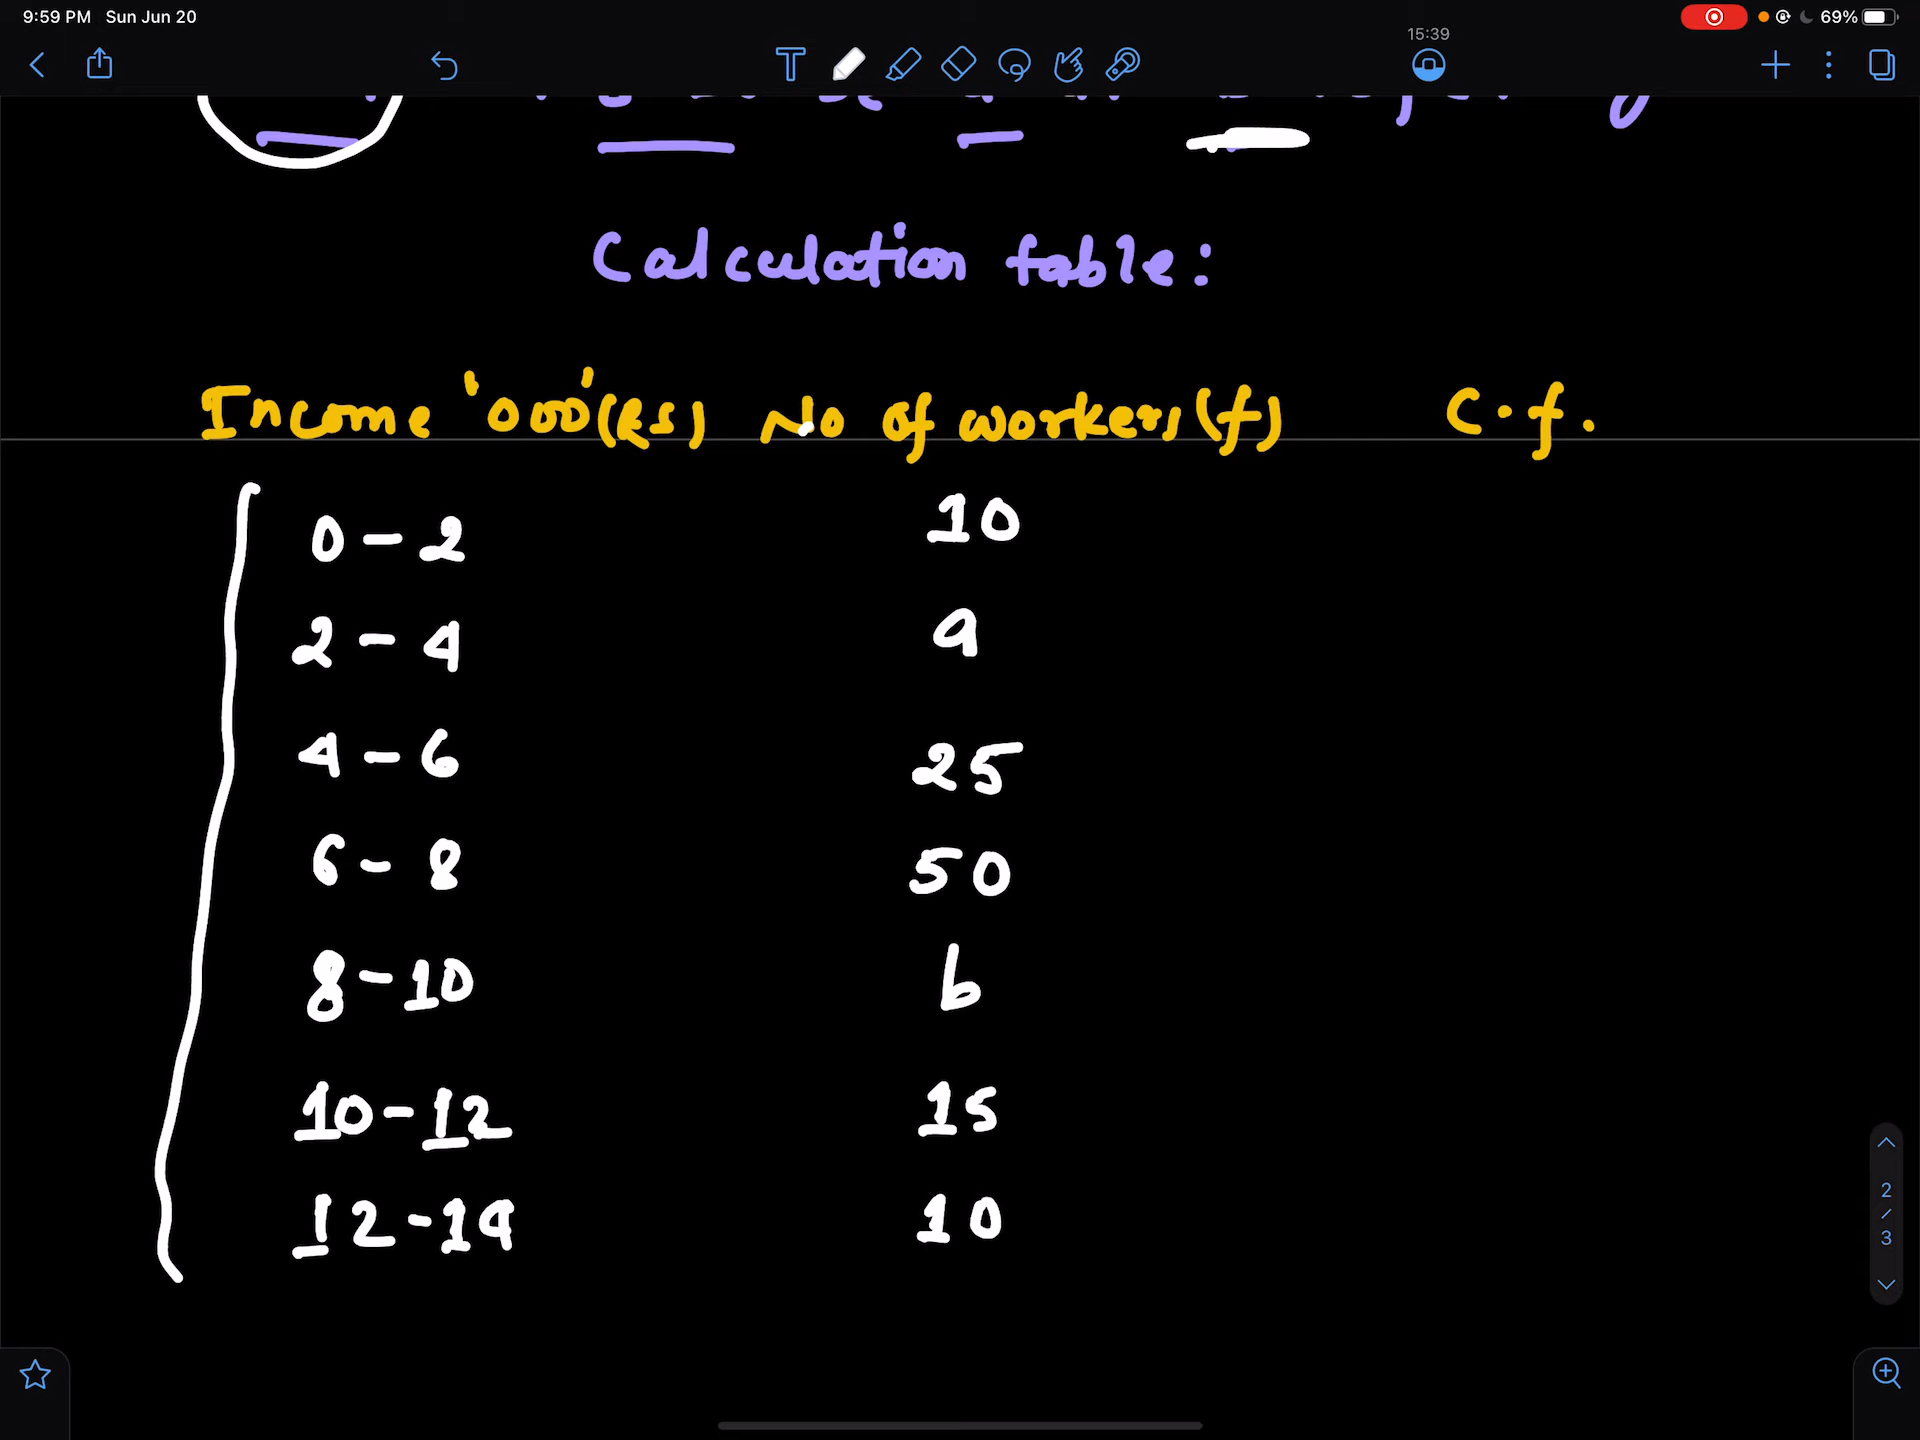 9:59 PM Sun Jun 20
69%
15:39
Calculation table:
Income '000'(Rs) No of workers(f) C.f.
0-2 10
2-4 a
4-6 25
6-8 50
8-10 b
10-12 15
12-14 10
2
/
3